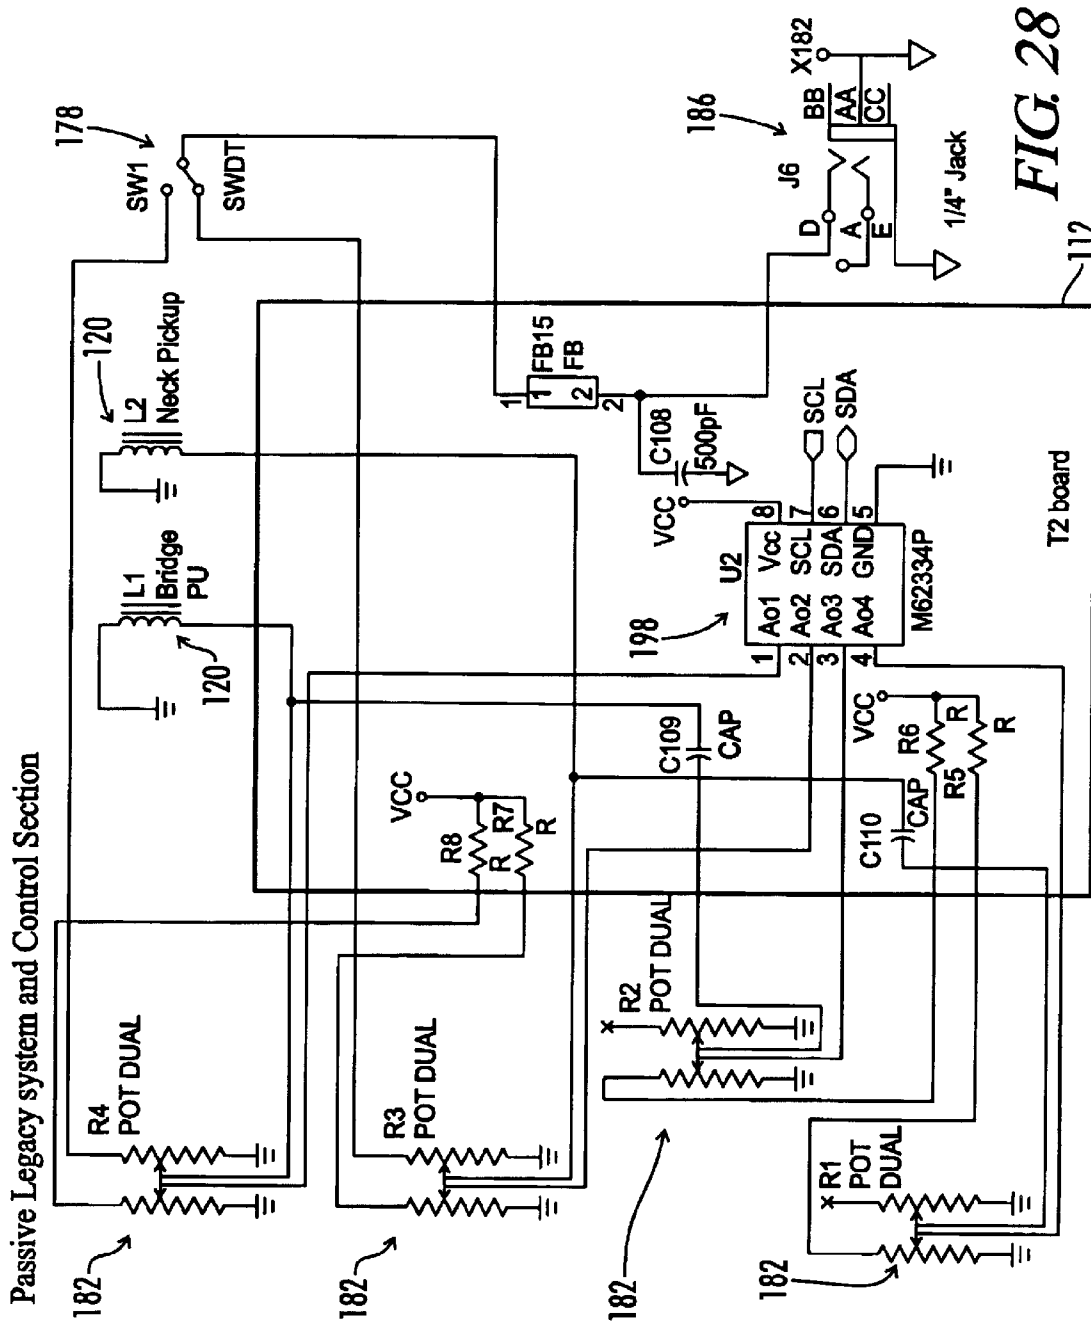 Passive Legacy system and Control Section
FIG. 28
178
SW1
SWDT
120
L2
Neck Pickup
L1
Bridge
PU
120
186
X182
BB
AA
CC
J6
D
A
E
1/4" Jack
112
FB15
FB
1
1
2
2
C108
500pF
VCC
SCL
SDA
198
U2
1 Ao1 Vcc 8
2 Ao2 SCL 7
3 Ao3 SDA 6
4 Ao4 GND 5
M62334P
T2 board
C109
CAP
VCC
R8
R
R7
R
VCC
R6
R
R5
R
C110
CAP
R4
POT DUAL
182
R3
POT DUAL
182
R2
POT DUAL
182
R1
POT
DUAL
182